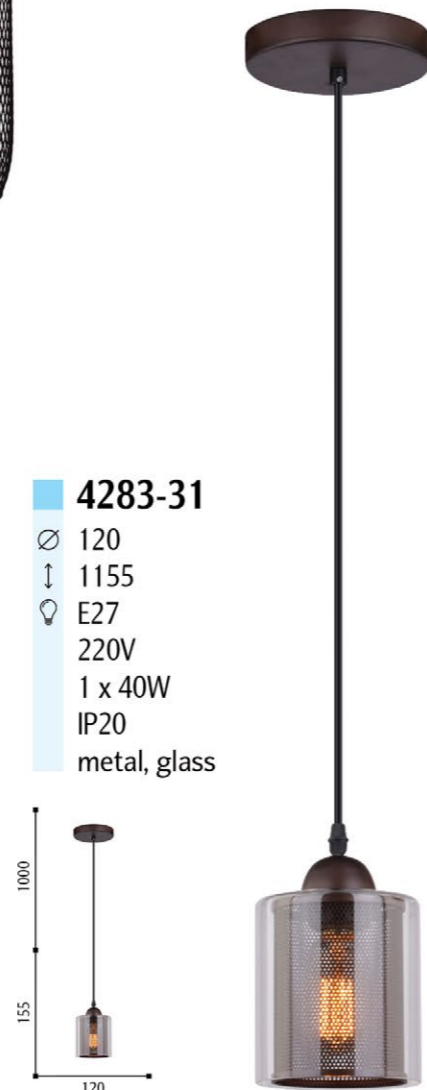 4283-31
∅ 120
↕ 1155
E27
220V
1 x 40W
IP20
metal, glass
1000
155
120